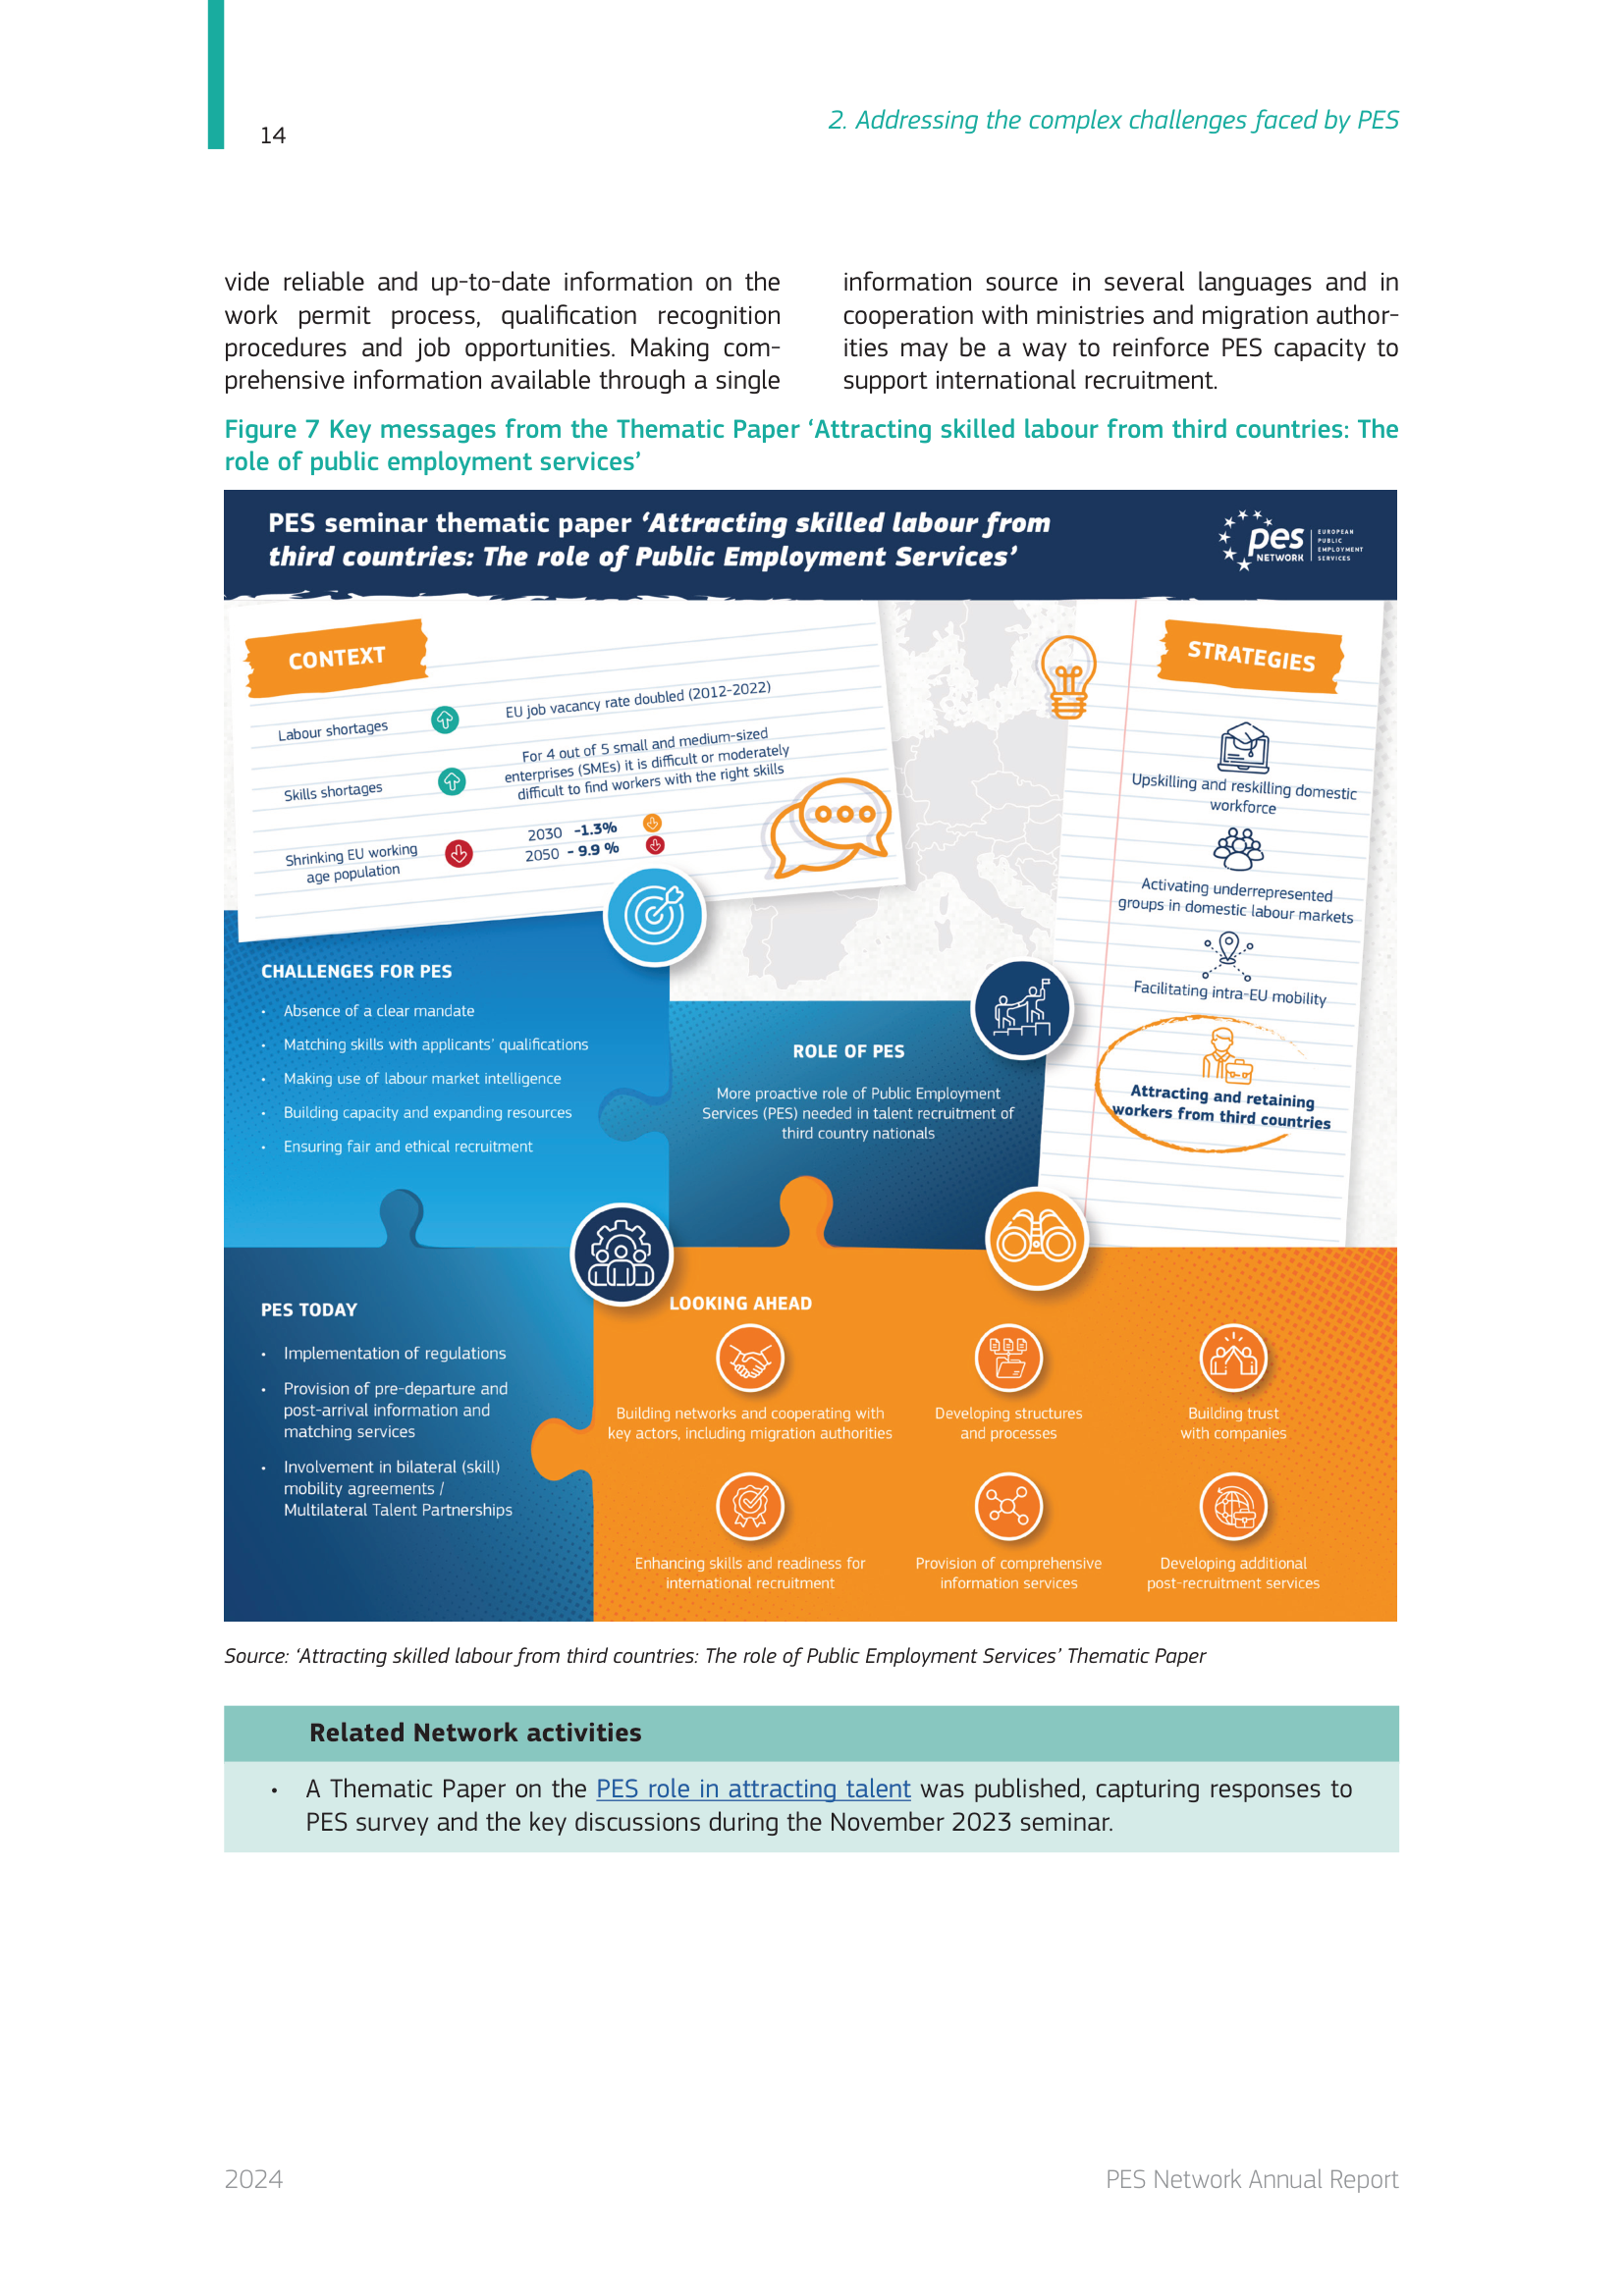 14
2. Addressing the complex challenges faced by PES
vide reliable and up-to-date information on the
work permit process, qualification recognition
procedures and job opportunities. Making com-
prehensive information available through a single
information source in several languages and in
cooperation with ministries and migration author-
ities may be a way to reinforce PES capacity to
support international recruitment.
Figure 7 Key messages from the Thematic Paper ‘Attracting skilled labour from third countries: The
role of public employment services’
PES seminar thematic paper ‘Attracting skilled labour from
third countries: The role of Public Employment Services’
pes
NETWORK
EUROPEAN
PUBLIC
EMPLOYMENT
SERVICES
CONTEXT
Labour shortages
EU job vacancy rate doubled (2012-2022)
Skills shortages
For 4 out of 5 small and medium-sized
enterprises (SMEs) it is difficult or moderately
difficult to find workers with the right skills
Shrinking EU working
age population
2030 -1.3%
2050 - 9.9 %
STRATEGIES
Upskilling and reskilling domestic
workforce
Activating underrepresented
groups in domestic labour markets
Facilitating intra-EU mobility
Attracting and retaining
workers from third countries
CHALLENGES FOR PES
• Absence of a clear mandate
• Matching skills with applicants’ qualifications
• Making use of labour market intelligence
• Building capacity and expanding resources
• Ensuring fair and ethical recruitment
ROLE OF PES
More proactive role of Public Employment
Services (PES) needed in talent recruitment of
third country nationals
PES TODAY
• Implementation of regulations
• Provision of pre-departure and
post-arrival information and
matching services
• Involvement in bilateral (skill)
mobility agreements /
Multilateral Talent Partnerships
LOOKING AHEAD
Building networks and cooperating with
key actors, including migration authorities
Developing structures
and processes
Building trust
with companies
Enhancing skills and readiness for
international recruitment
Provision of comprehensive
information services
Developing additional
post-recruitment services
Source: ‘Attracting skilled labour from third countries: The role of Public Employment Services’ Thematic Paper
Related Network activities
• A Thematic Paper on the PES role in attracting talent was published, capturing responses to
PES survey and the key discussions during the November 2023 seminar.
2024
PES Network Annual Report